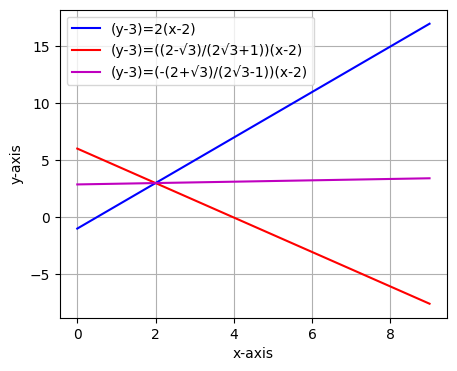 (y-3)=2(x-2)
(y-3)=((2-√3)/(2√3+1))(x-2)
(y-3)=(-(2+√3)/(2√3-1))(x-2)
15
10
5
0
−5
y-axis
0
2
4
6
8
x-axis